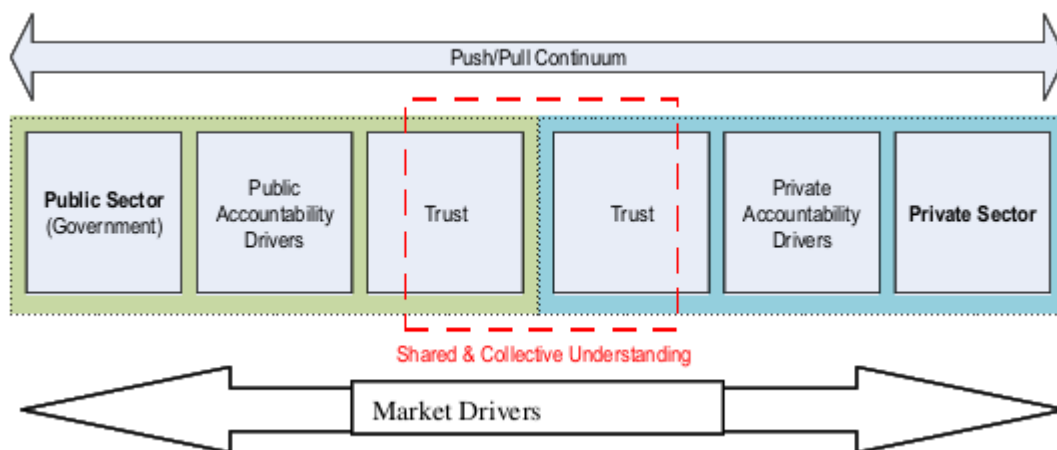 Push/Pull Continuum
Public Sector
(Government)
Public
Accountability
Drivers
Trust
Trust
Private
Accountability
Drivers
Private Sector
Shared & Collective Understanding
Market Drivers